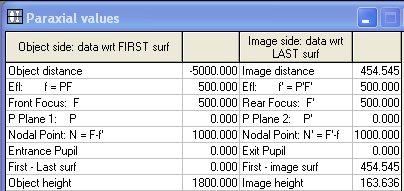 Paraxial values
Object side: data wrt FIRST surf Image side: data wrt LAST surf
Object distance -5000.000 Image distance 454.545
Efl: f = PF 500.000 Efl: f' = P'F' 500.000
Front Focus: F 500.000 Rear Focus: F' 500.000
P Plane 1: P 0.000 P Plane 2: P' 0.000
Nodal Point: N = F-f' 1000.000 Nodal Point: N' = F'-f 1000.000
Entrance Pupil 0.000 Exit Pupil 0.000
First - Last surf 0.000 First - image surf 454.545
Object height 1800.000 Image height 163.636